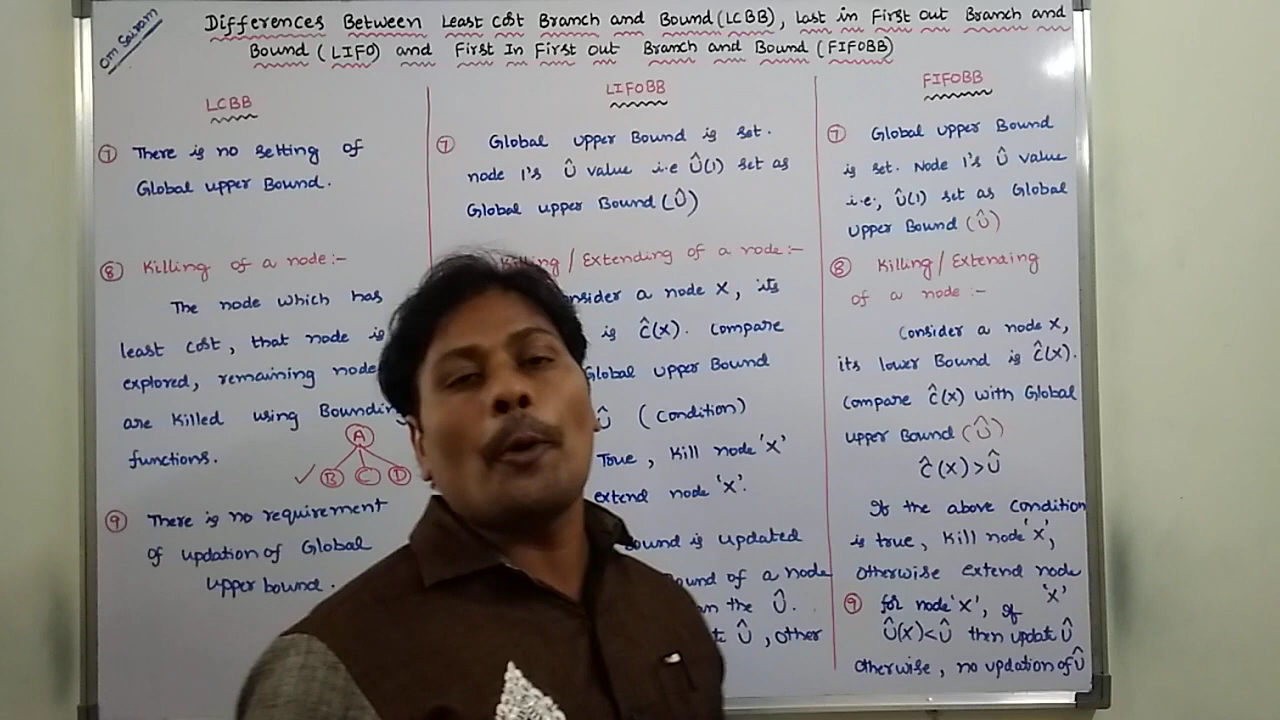 Om Sairam
Differences Between Least cost Branch and Bound (LCBB), Last in First out Branch and
Bound (LIFO) and First In First out Branch and Bound (FIFOBB)
LCBB
⑦ There is no setting of
Global upper Bound.
⑧ Killing of a node:-
The node which has
least cost, that node is
explored, remaining node
are killed using Bounding
functions.
A
✓ B C D
⑨ There is no requirement
of updation of Global
upper bound.
LIFOBB
⑦ Global upper Bound is set.
node 1's Û value i.e Û(1) set as
Global upper Bound (Û)
Killing / Extending of a node:-
a node X, its
is ĉ(x). Compare
Global upper Bound
Û (condition)
True, kill node 'X'
extend node 'X'.
Bound is updated
of a node
the Û.
Û, other
FIFOBB
⑦ Global upper Bound
is set. Node 1's Û value
i.e., Û(1) set as Global
upper Bound (Û)
⑧ Killing / Extending
of a node:-
Consider a node X,
its lower Bound is ĉ(x).
Compare ĉ(x) with Global
upper Bound (Û)
ĉ(x) > Û
If the above condition
is true, kill node 'X',
otherwise extend node
'X'
⑨ for node 'X', if
Û(x) < Û then update Û
otherwise, no updation of Û